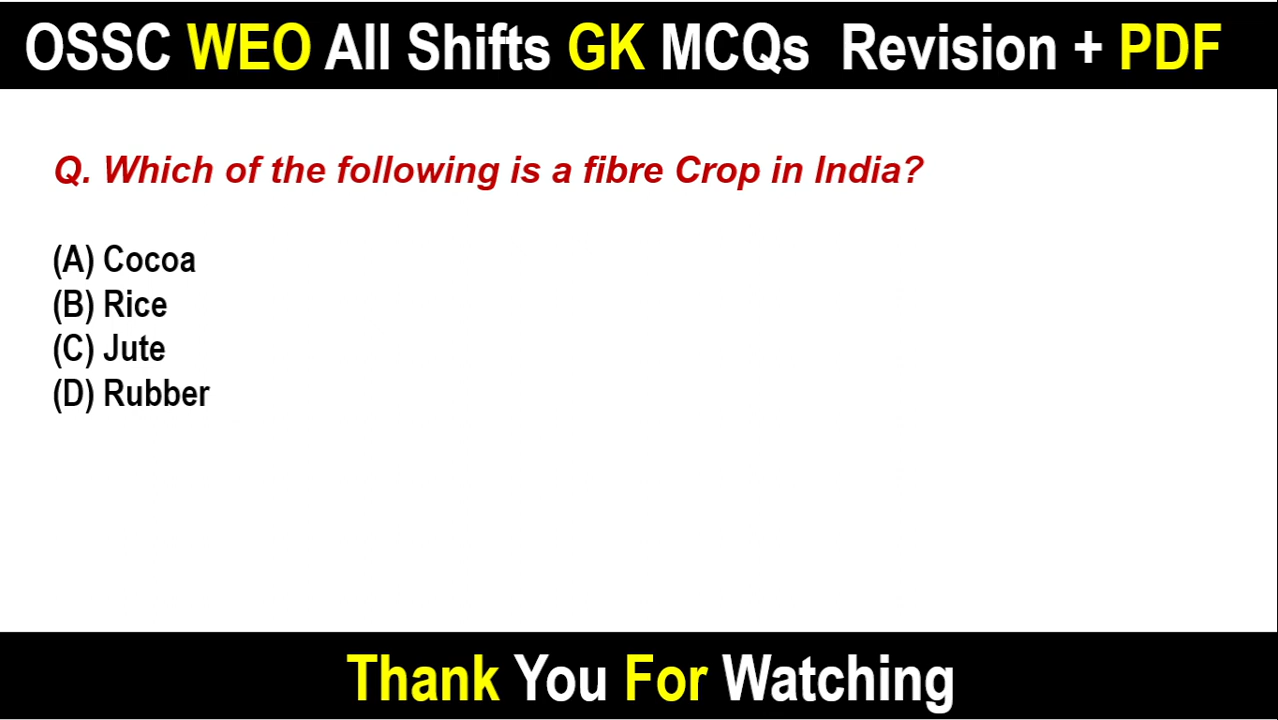 OSSC WEO All Shifts GK MCQs Revision + PDF
Q. Which of the following is a fibre Crop in India?
(A) Cocoa
(B) Rice
(C) Jute
(D) Rubber
Thank You For Watching